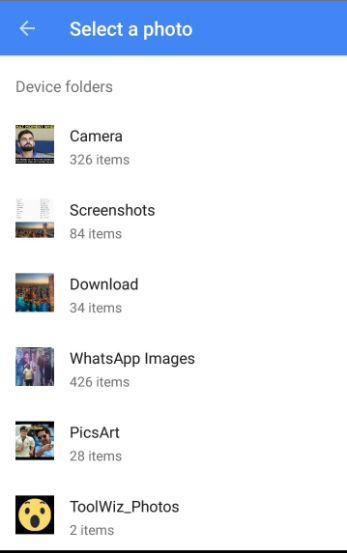 Select a photo
Device folders
Camera
326 items
Screenshots
84 items
Download
34 items
WhatsApp Images
426 items
PicsArt
28 items
ToolWiz_Photos
2 items